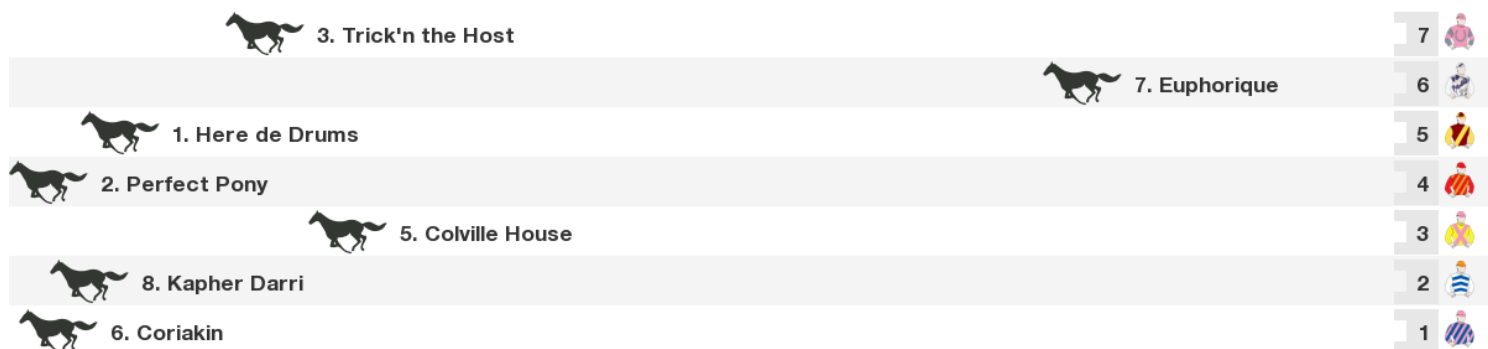 3. Trick'n the Host 7
7. Euphorique 6
1. Here de Drums 5
2. Perfect Pony 4
5. Colville House 3
8. Kapher Darri 2
6. Coriakin 1